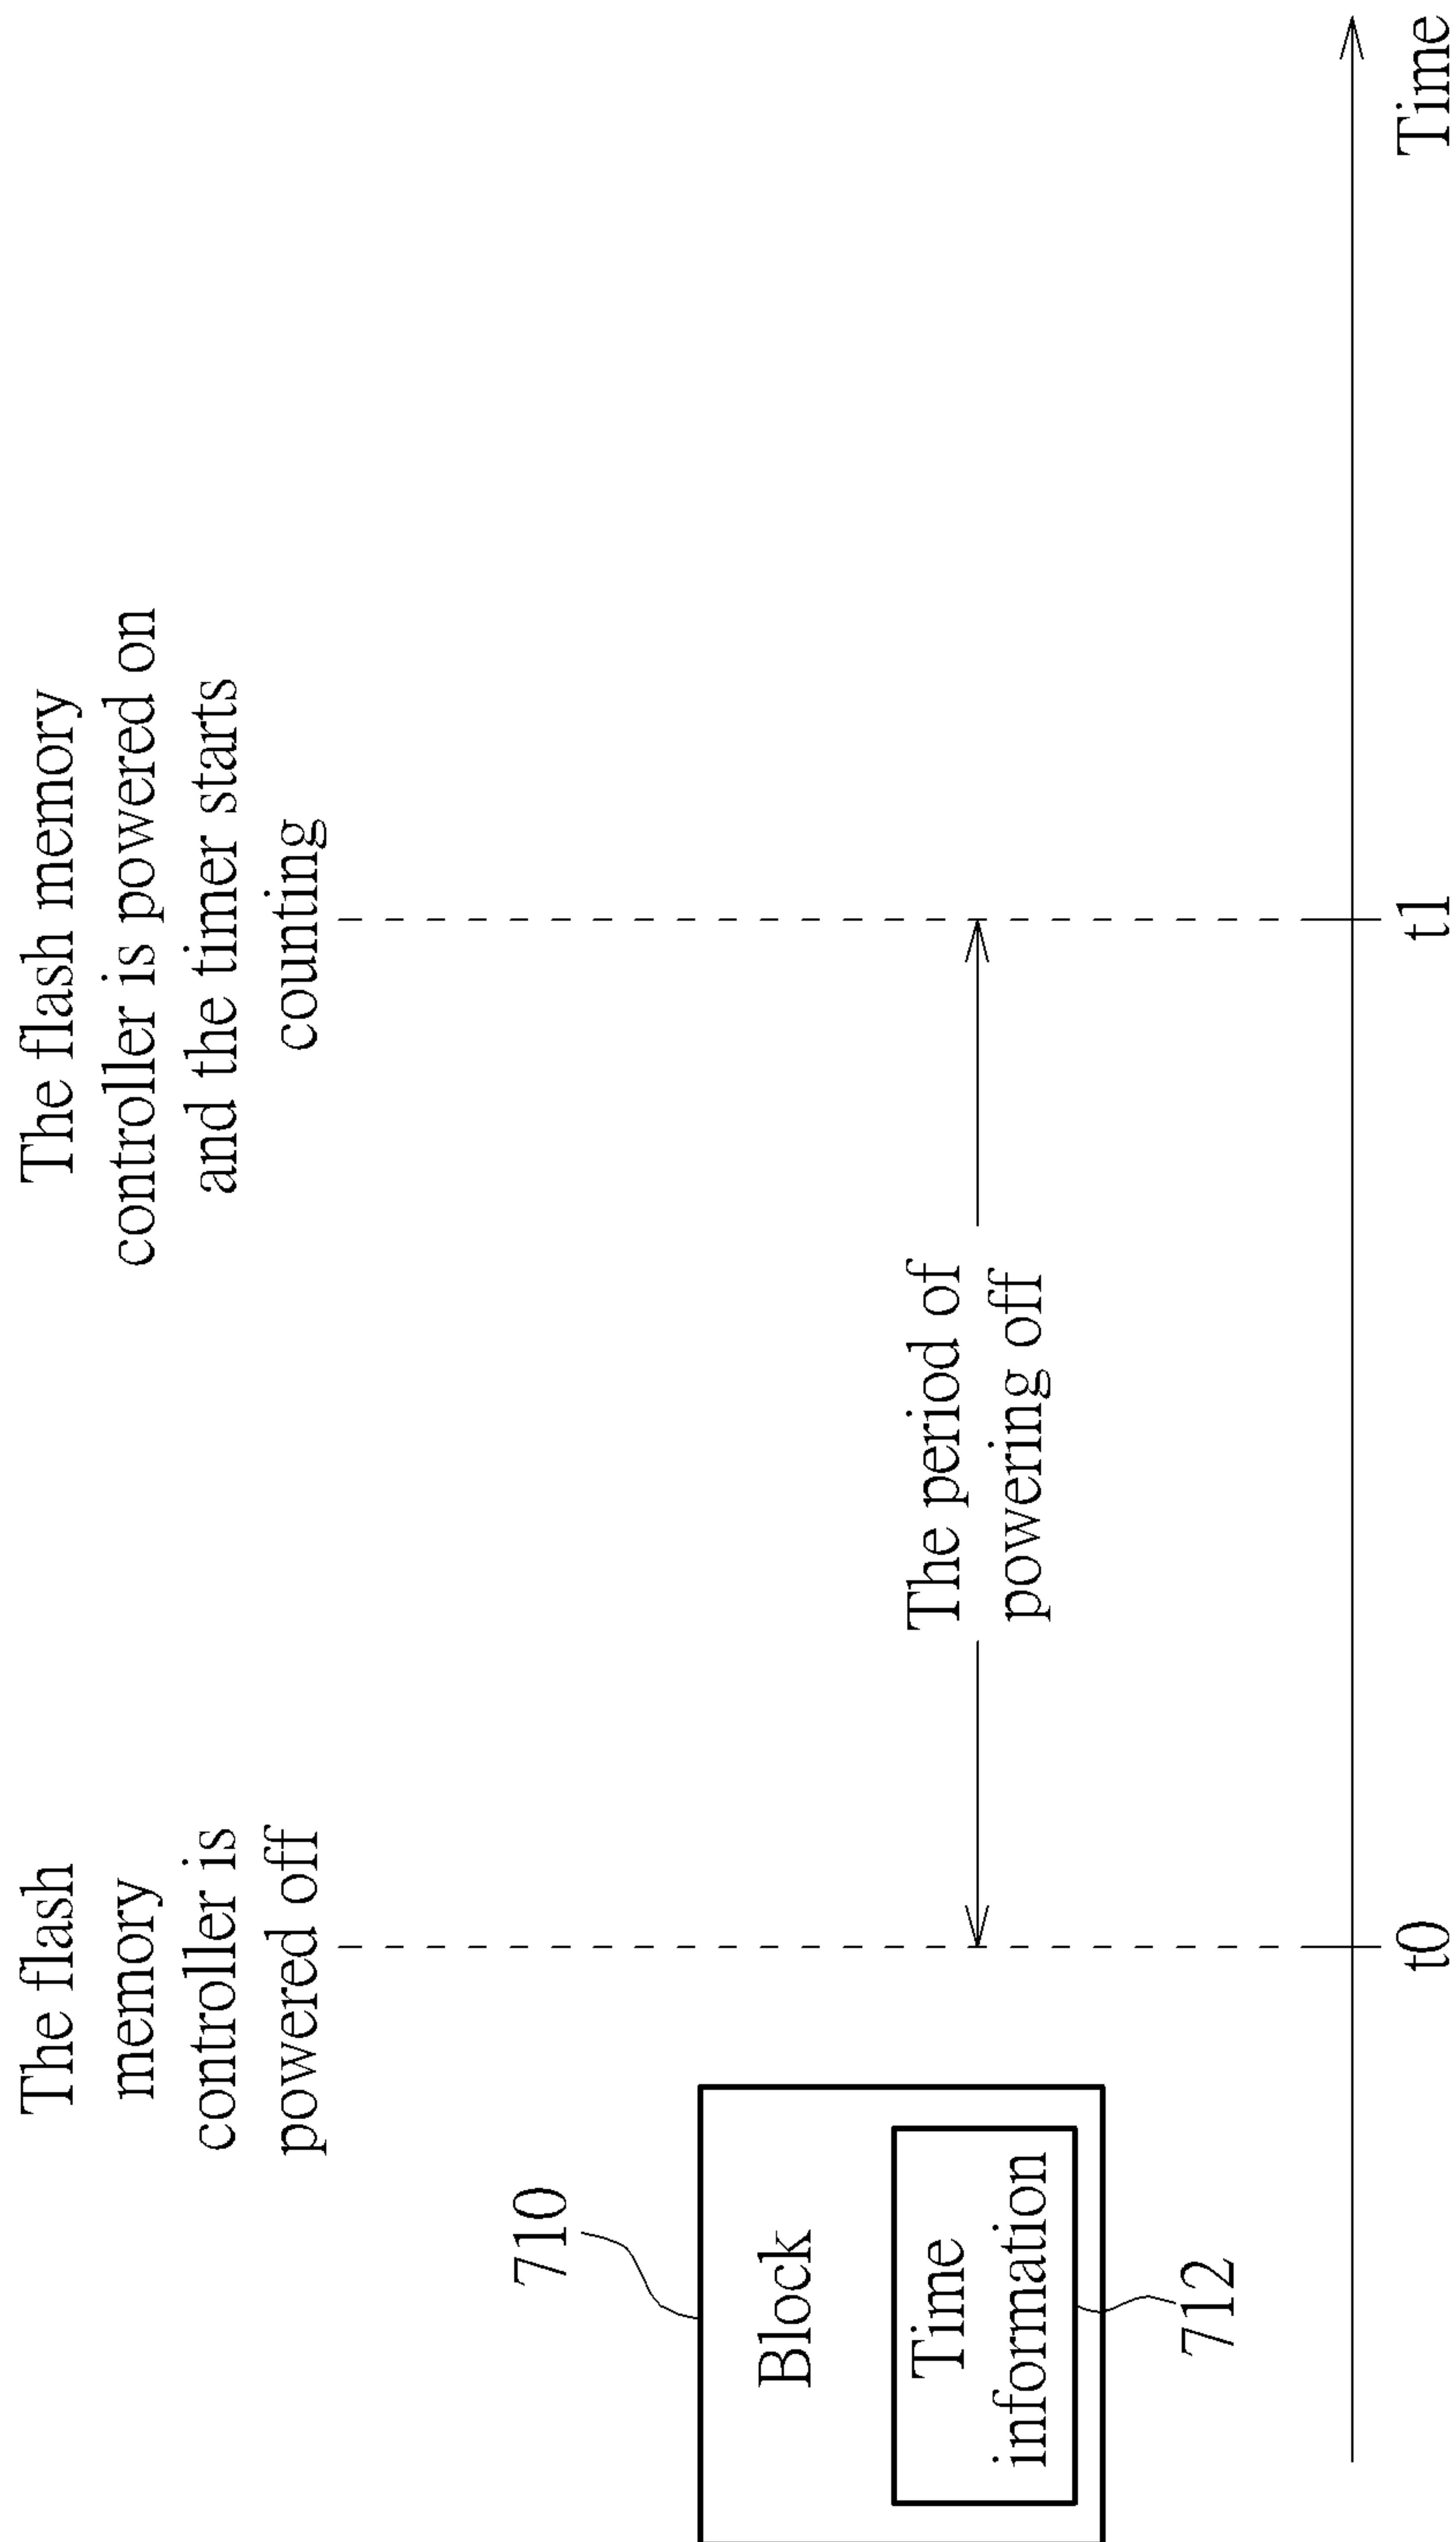 The flash
memory
controller is
powered off
The flash memory
controller is powered on
and the timer starts
counting
710
Block
Time
information
712
The period of
powering off
t0
t1
Time